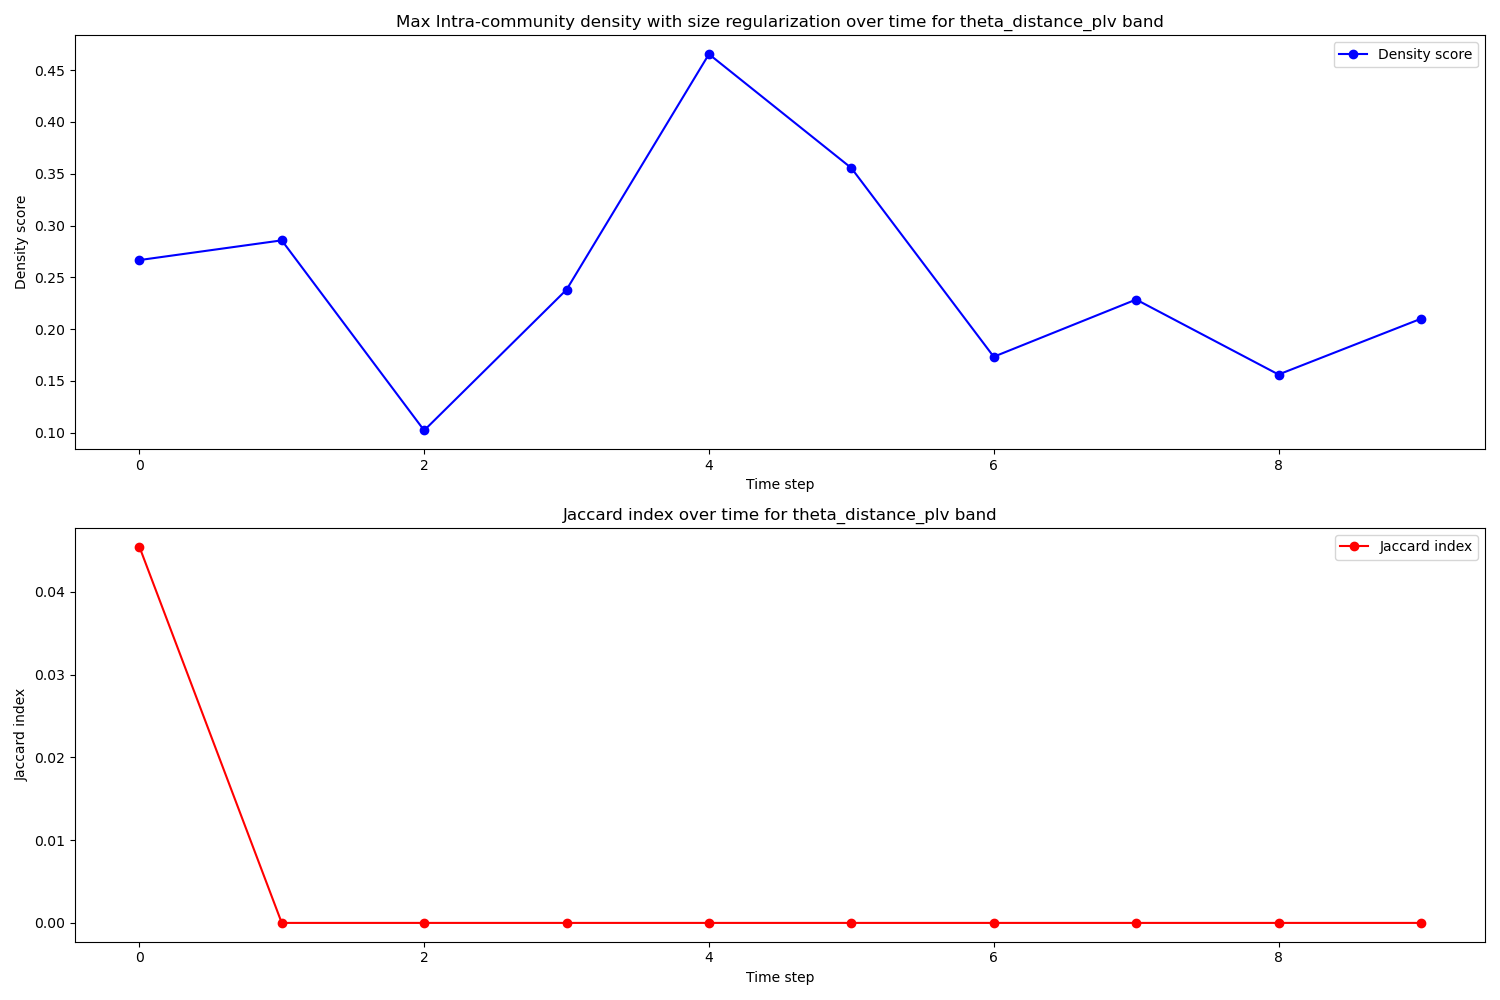 Max Intra-community density with size regularization over time for theta_distance_plv band
Density score
Density score
0.45
0.40
0.35
0.30
0.25
0.20
0.15
0.10
0 2 4 6 8
Time step
Jaccard index over time for theta_distance_plv band
Jaccard index
Jaccard index
0.04
0.03
0.02
0.01
0.00
0 2 4 6 8
Time step